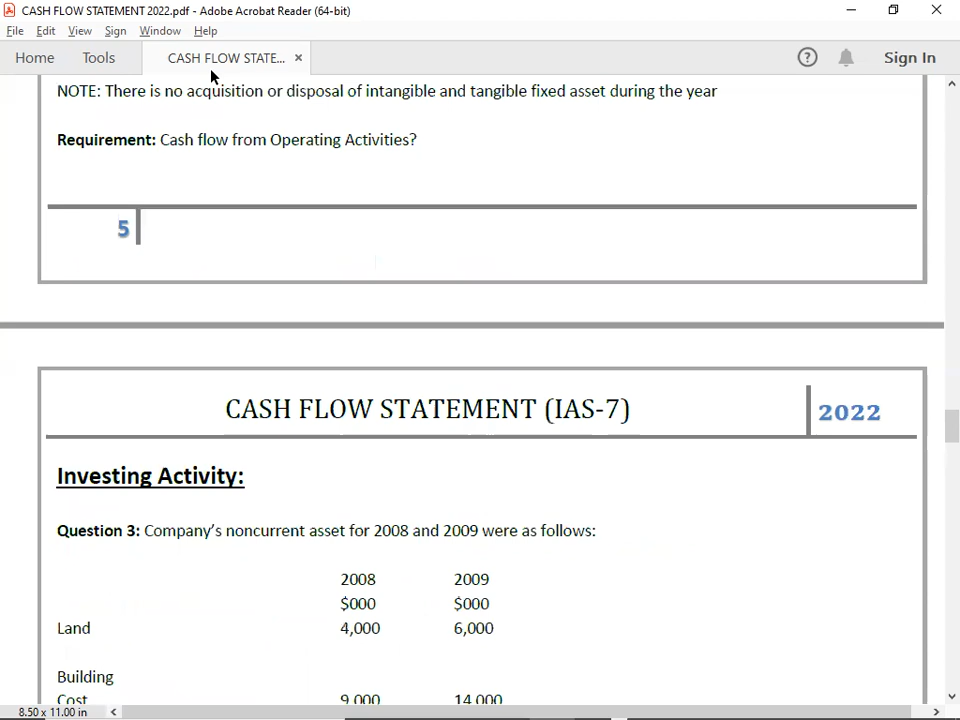 CASH FLOW STATEMENT 2022.pdf - Adobe Acrobat Reader (64-bit)
File Edit View Sign Window Help
Home Tools CASH FLOW STATE... × ? Sign In
NOTE: There is no acquisition or disposal of intangible and tangible fixed asset during the year
Requirement: Cash flow from Operating Activities?
5
CASH FLOW STATEMENT (IAS-7) 2022
Investing Activity:
Question 3: Company's noncurrent asset for 2008 and 2009 were as follows:
2008 2009
$000 $000
Land 4,000 6,000
Building
Cost 9,000 14,000
8.50 x 11.00 in